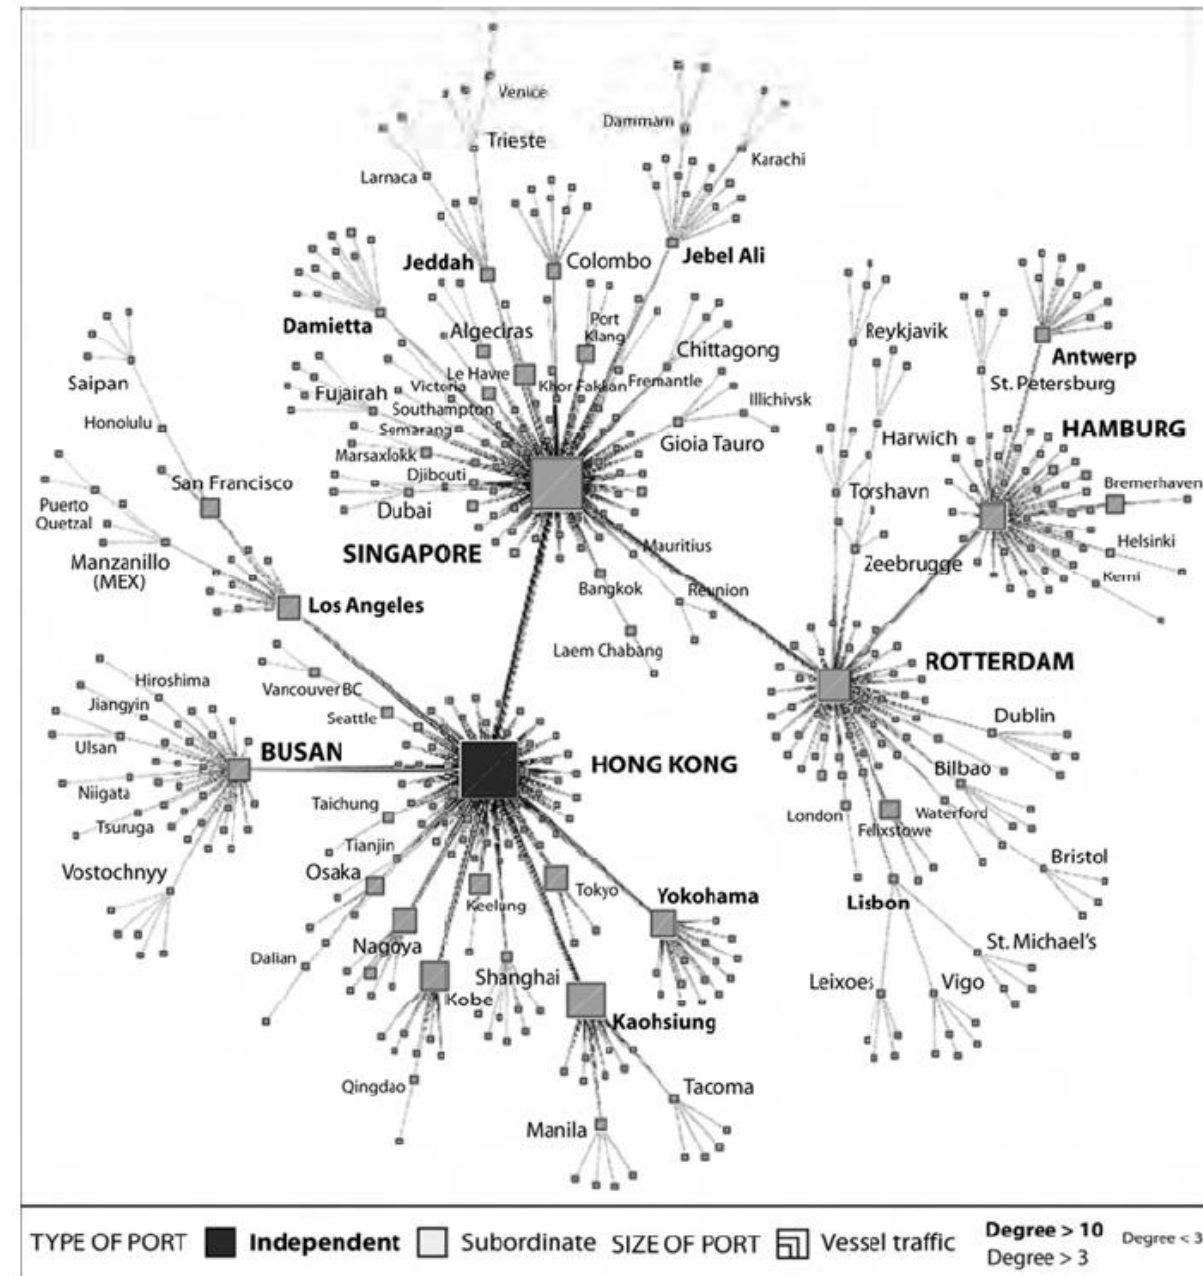 Venice
Dammam
Trieste
Karachi
Larnaca
Jeddah
Colombo
Jebel Ali
Damietta
Algeciras
Port
Klang
Reykjavik
Chittagong
Antwerp
Le Havre
Khor Fakkan
Fremantle
St. Petersburg
Saipan
Fujairah
Victoria
Illichivsk
Southampton
Honolulu
Semarang
Gioia Tauro
Harwich
HAMBURG
Marsaxlokk
San Francisco
Djibouti
Bremerhaven
Puerto
Quetzal
Dubai
Torshavn
Helsinki
Manzanillo
(MEX)
SINGAPORE
Mauritius
Zeebrugge
Kemi
Bangkok
Reunion
Los Angeles
Laem Chabang
ROTTERDAM
Hiroshima
Vancouver BC
Jiangyin
Seattle
Dublin
Ulsan
BUSAN
HONG KONG
Bilbao
Niigata
Taichung
London
Waterford
Tsuruga
Felixstowe
Tianjin
Bristol
Vostochnyy
Osaka
Tokyo
Yokohama
Keelung
Lisbon
Nagoya
St. Michael's
Dalian
Shanghai
Leixoes
Vigo
Kobe
Kaohsiung
Qingdao
Tacoma
Manila
TYPE OF PORT Independent Subordinate SIZE OF PORT Vessel traffic
Degree > 10
Degree > 3
Degree < 3